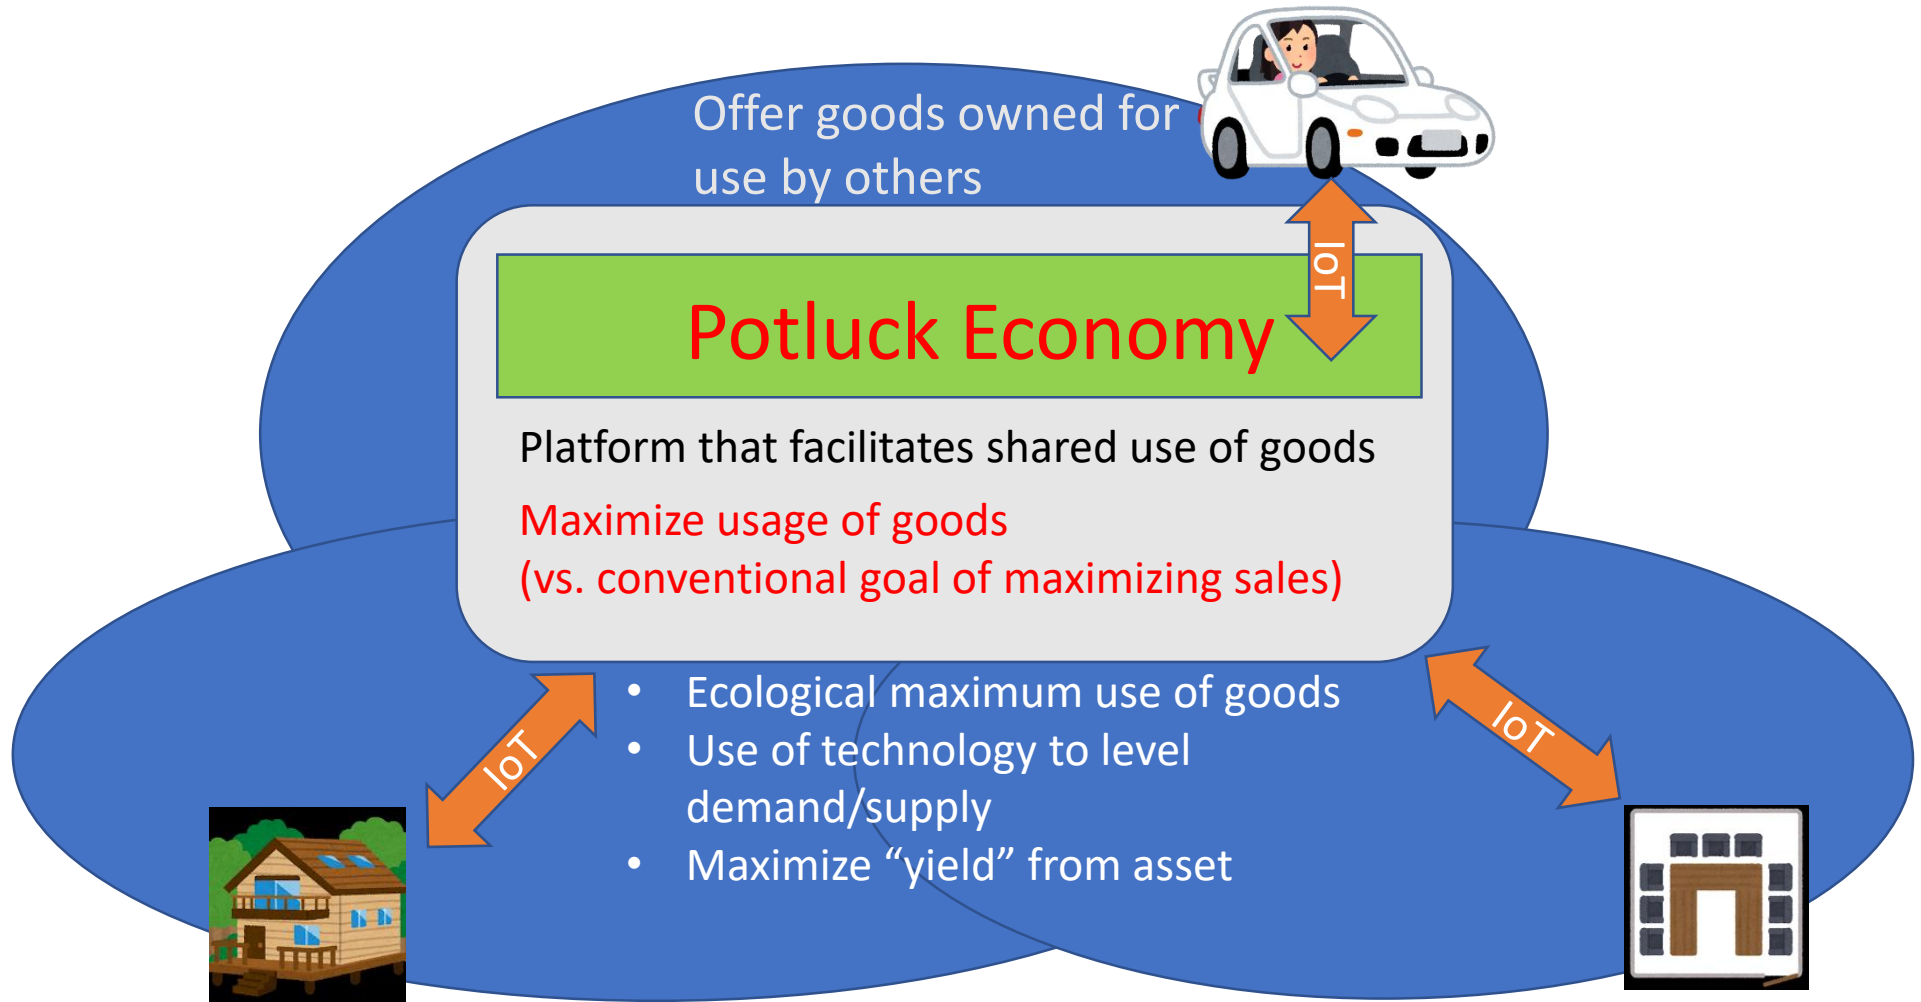 Offer goods owned for
use by others
IoT
Potluck Economy
Platform that facilitates shared use of goods
Maximize usage of goods
(vs. conventional goal of maximizing sales)
IoT
IoT
• Ecological maximum use of goods
• Use of technology to level
demand/supply
• Maximize “yield” from asset